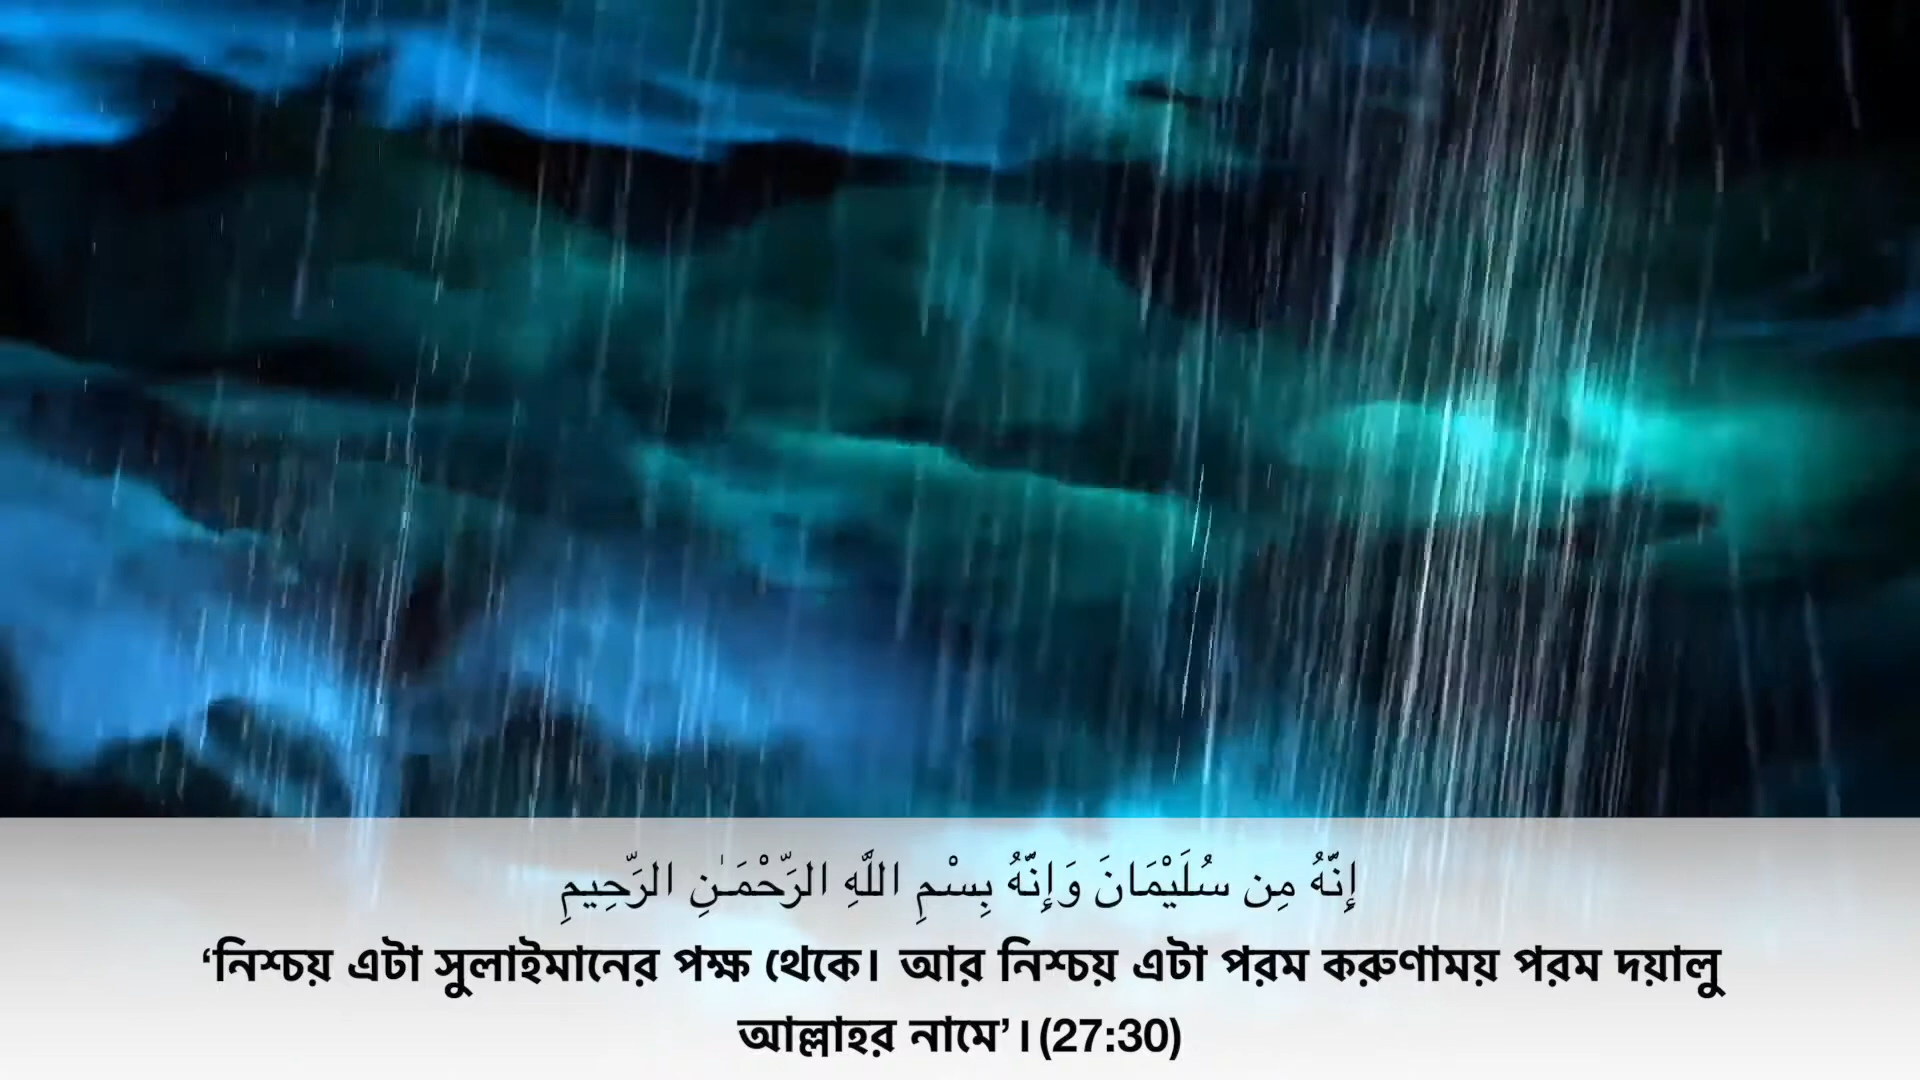 إِنَّهُ مِن سُلَيْمَانَ وَإِنَّهُ بِسْمِ اللَّهِ الرَّحْمَـٰنِ الرَّحِيمِ
‘নিশ্চয় এটা সুলাইমানের পক্ষ থেকে। আর নিশ্চয় এটা পরম করুণাময় পরম দয়ালু
আল্লাহর নামে’।(27:30)